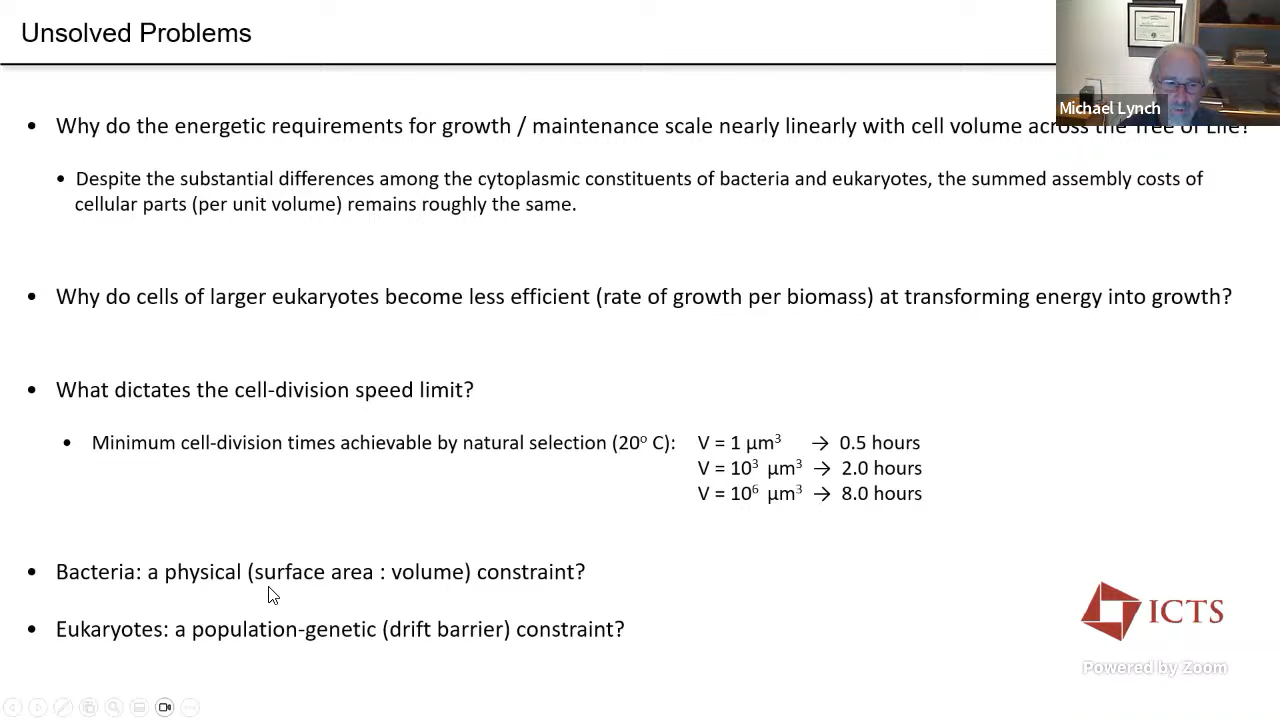 Unsolved Problems
Michael Lynch
• Why do the energetic requirements for growth / maintenance scale nearly linearly with cell volume across the Tree of Life?
• Despite the substantial differences among the cytoplasmic constituents of bacteria and eukaryotes, the summed assembly costs of
cellular parts (per unit volume) remains roughly the same.
• Why do cells of larger eukaryotes become less efficient (rate of growth per biomass) at transforming energy into growth?
• What dictates the cell-division speed limit?
• Minimum cell-division times achievable by natural selection (20° C): V = 1 µm³ → 0.5 hours
V = 10³ µm³ → 2.0 hours
V = 10⁶ µm³ → 8.0 hours
• Bacteria: a physical (surface area : volume) constraint?
• Eukaryotes: a population-genetic (drift barrier) constraint?
ICTS
Powered by Zoom